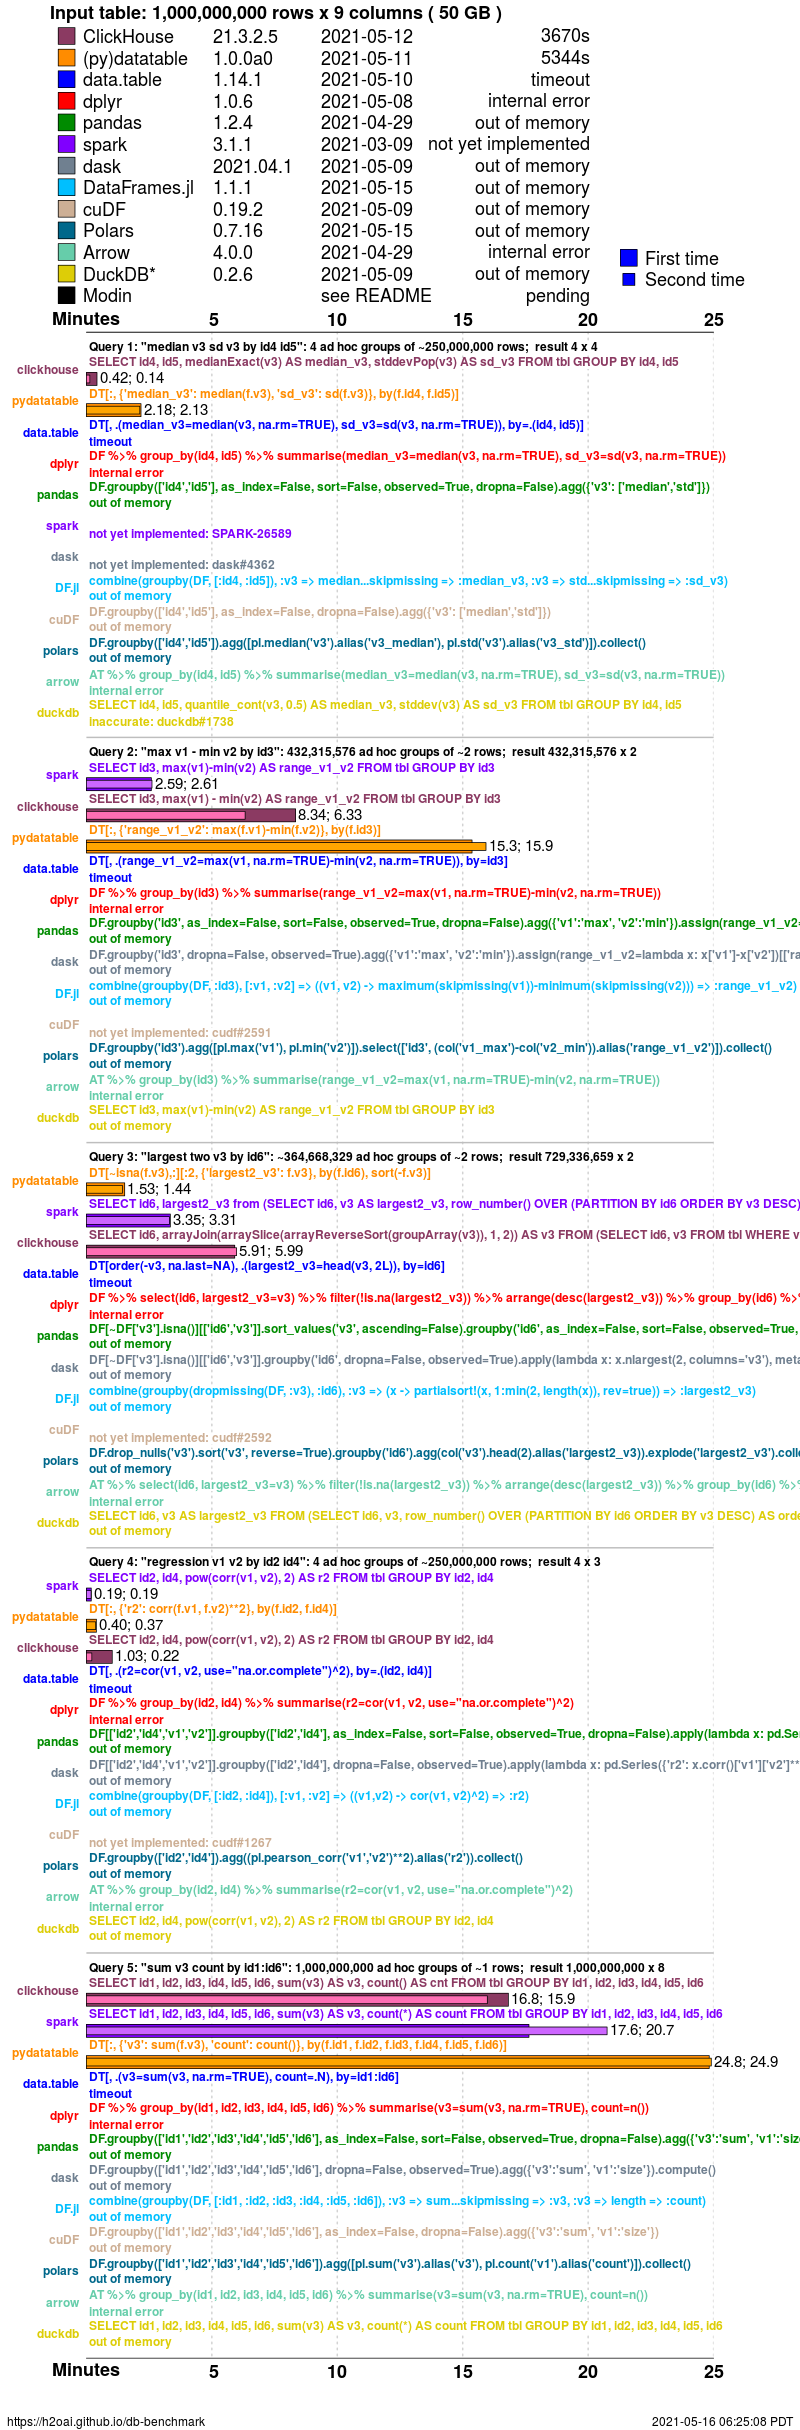 Input table: 1,000,000,000 rows x 9 columns ( 50 GB )
ClickHouse 21.3.2.5 2021-05-12 3670s
(py)datatable 1.0.0a0 2021-05-11 5344s
data.table 1.14.1 2021-05-10 timeout
dplyr 1.0.6 2021-05-08 internal error
pandas 1.2.4 2021-04-29 out of memory
spark 3.1.1 2021-03-09 not yet implemented
dask 2021.04.1 2021-05-09 out of memory
DataFrames.jl 1.1.1 2021-05-15 out of memory
cuDF 0.19.2 2021-05-09 out of memory
Polars 0.7.16 2021-05-15 out of memory
Arrow 4.0.0 2021-04-29 internal error
First time
DuckDB* 0.2.6 2021-05-09 out of memory
Second time
Modin see README pending
Minutes 5 10 15 20 25
Query 1: "median v3 sd v3 by id4 id5": 4 ad hoc groups of ~250,000,000 rows; result 4 x 4
clickhouse SELECT id4, id5, medianExact(v3) AS median_v3, stddevPop(v3) AS sd_v3 FROM tbl GROUP BY id4, id5
0.42; 0.14
pydatatable DT[:, {'median_v3': median(f.v3), 'sd_v3': sd(f.v3)}, by(f.id4, f.id5)]
2.18; 2.13
data.table DT[, .(median_v3=median(v3, na.rm=TRUE), sd_v3=sd(v3, na.rm=TRUE)), by=.(id4, id5)]
timeout
dplyr DF %>% group_by(id4, id5) %>% summarise(median_v3=median(v3, na.rm=TRUE), sd_v3=sd(v3, na.rm=TRUE))
internal error
pandas DF.groupby(['id4','id5'], as_index=False, sort=False, observed=True, dropna=False).agg({'v3': ['median','std']})
out of memory
spark
not yet implemented: SPARK-26589
dask
not yet implemented: dask#4362
DF.jl combine(groupby(DF, [:id4, :id5]), :v3 => median...skipmissing => :median_v3, :v3 => std...skipmissing => :sd_v3)
out of memory
cuDF DF.groupby(['id4','id5'], as_index=False, dropna=False).agg({'v3': ['median','std']})
out of memory
polars DF.groupby(['id4','id5']).agg([pl.median('v3').alias('v3_median'), pl.std('v3').alias('v3_std')]).collect()
out of memory
arrow AT %>% group_by(id4, id5) %>% summarise(median_v3=median(v3, na.rm=TRUE), sd_v3=sd(v3, na.rm=TRUE))
internal error
duckdb SELECT id4, id5, quantile_cont(v3, 0.5) AS median_v3, stddev(v3) AS sd_v3 FROM tbl GROUP BY id4, id5
inaccurate: duckdb#1738
Query 2: "max v1 - min v2 by id3": 432,315,576 ad hoc groups of ~2 rows; result 432,315,576 x 2
spark SELECT id3, max(v1)-min(v2) AS range_v1_v2 FROM tbl GROUP BY id3
2.59; 2.61
clickhouse SELECT id3, max(v1) - min(v2) AS range_v1_v2 FROM tbl GROUP BY id3
8.34; 6.33
pydatatable DT[:, {'range_v1_v2': max(f.v1)-min(f.v2)}, by(f.id3)]
15.3; 15.9
data.table DT[, .(range_v1_v2=max(v1, na.rm=TRUE)-min(v2, na.rm=TRUE)), by=id3]
timeout
dplyr DF %>% group_by(id3) %>% summarise(range_v1_v2=max(v1, na.rm=TRUE)-min(v2, na.rm=TRUE))
internal error
pandas DF.groupby('id3', as_index=False, sort=False, observed=True, dropna=False).agg({'v1':'max', 'v2':'min'}).assign(range_v1_v2=
out of memory
dask DF.groupby('id3', dropna=False, observed=True).agg({'v1':'max', 'v2':'min'}).assign(range_v1_v2=lambda x: x['v1']-x['v2'])[['ra
out of memory
DF.jl combine(groupby(DF, :id3), [:v1, :v2] => ((v1, v2) -> maximum(skipmissing(v1))-minimum(skipmissing(v2))) => :range_v1_v2)
out of memory
cuDF
not yet implemented: cudf#2591
polars DF.groupby('id3').agg([pl.max('v1'), pl.min('v2')]).select(['id3', (col('v1_max')-col('v2_min')).alias('range_v1_v2')]).collect()
out of memory
arrow AT %>% group_by(id3) %>% summarise(range_v1_v2=max(v1, na.rm=TRUE)-min(v2, na.rm=TRUE))
internal error
duckdb SELECT id3, max(v1)-min(v2) AS range_v1_v2 FROM tbl GROUP BY id3
out of memory
Query 3: "largest two v3 by id6": ~364,668,329 ad hoc groups of ~2 rows; result 729,336,659 x 2
pydatatable DT[~isna(f.v3),:][:2, {'largest2_v3': f.v3}, by(f.id6), sort(-f.v3)]
1.53; 1.44
spark SELECT id6, largest2_v3 from (SELECT id6, v3 AS largest2_v3, row_number() OVER (PARTITION BY id6 ORDER BY v3 DESC)
3.35; 3.31
clickhouse SELECT id6, arrayJoin(arraySlice(arrayReverseSort(groupArray(v3)), 1, 2)) AS v3 FROM (SELECT id6, v3 FROM tbl WHERE v
5.91; 5.99
data.table DT[order(-v3, na.last=NA), .(largest2_v3=head(v3, 2L)), by=id6]
timeout
dplyr DF %>% select(id6, largest2_v3=v3) %>% filter(!is.na(largest2_v3)) %>% arrange(desc(largest2_v3)) %>% group_by(id6) %>%
internal error
pandas DF[~DF['v3'].isna()][['id6','v3']].sort_values('v3', ascending=False).groupby('id6', as_index=False, sort=False, observed=True,
out of memory
dask DF[~DF['v3'].isna()][['id6','v3']].groupby('id6', dropna=False, observed=True).apply(lambda x: x.nlargest(2, columns='v3'), meta
out of memory
DF.jl combine(groupby(dropmissing(DF, :v3), :id6), :v3 => (x -> partialsort!(x, 1:min(2, length(x)), rev=true)) => :largest2_v3)
out of memory
cuDF
not yet implemented: cudf#2592
polars DF.drop_nulls('v3').sort('v3', reverse=True).groupby('id6').agg(col('v3').head(2).alias('largest2_v3')).explode('largest2_v3').colle
out of memory
arrow AT %>% select(id6, largest2_v3=v3) %>% filter(!is.na(largest2_v3)) %>% arrange(desc(largest2_v3)) %>% group_by(id6) %>%
internal error
duckdb SELECT id6, v3 AS largest2_v3 FROM (SELECT id6, v3, row_number() OVER (PARTITION BY id6 ORDER BY v3 DESC) AS orde
out of memory
Query 4: "regression v1 v2 by id2 id4": 4 ad hoc groups of ~250,000,000 rows; result 4 x 3
spark SELECT id2, id4, pow(corr(v1, v2), 2) AS r2 FROM tbl GROUP BY id2, id4
0.19; 0.19
pydatatable DT[:, {'r2': corr(f.v1, f.v2)**2}, by(f.id2, f.id4)]
0.40; 0.37
clickhouse SELECT id2, id4, pow(corr(v1, v2), 2) AS r2 FROM tbl GROUP BY id2, id4
1.03; 0.22
data.table DT[, .(r2=cor(v1, v2, use="na.or.complete")^2), by=.(id2, id4)]
timeout
dplyr DF %>% group_by(id2, id4) %>% summarise(r2=cor(v1, v2, use="na.or.complete")^2)
internal error
pandas DF[['id2','id4','v1','v2']].groupby(['id2','id4'], as_index=False, sort=False, observed=True, dropna=False).apply(lambda x: pd.Se
out of memory
dask DF[['id2','id4','v1','v2']].groupby(['id2','id4'], dropna=False, observed=True).apply(lambda x: pd.Series({'r2': x.corr()['v1']['v2']**
out of memory
DF.jl combine(groupby(DF, [:id2, :id4]), [:v1, :v2] => ((v1,v2) -> cor(v1, v2)^2) => :r2)
out of memory
cuDF
not yet implemented: cudf#1267
polars DF.groupby(['id2','id4']).agg((pl.pearson_corr('v1','v2')**2).alias('r2')).collect()
out of memory
arrow AT %>% group_by(id2, id4) %>% summarise(r2=cor(v1, v2, use="na.or.complete")^2)
internal error
duckdb SELECT id2, id4, pow(corr(v1, v2), 2) AS r2 FROM tbl GROUP BY id2, id4
out of memory
Query 5: "sum v3 count by id1:id6": 1,000,000,000 ad hoc groups of ~1 rows; result 1,000,000,000 x 8
clickhouse SELECT id1, id2, id3, id4, id5, id6, sum(v3) AS v3, count() AS cnt FROM tbl GROUP BY id1, id2, id3, id4, id5, id6
16.8; 15.9
spark SELECT id1, id2, id3, id4, id5, id6, sum(v3) AS v3, count(*) AS count FROM tbl GROUP BY id1, id2, id3, id4, id5, id6
17.6; 20.7
pydatatable DT[:, {'v3': sum(f.v3), 'count': count()}, by(f.id1, f.id2, f.id3, f.id4, f.id5, f.id6)]
24.8; 24.9
data.table DT[, .(v3=sum(v3, na.rm=TRUE), count=.N), by=id1:id6]
timeout
dplyr DF %>% group_by(id1, id2, id3, id4, id5, id6) %>% summarise(v3=sum(v3, na.rm=TRUE), count=n())
internal error
pandas DF.groupby(['id1','id2','id3','id4','id5','id6'], as_index=False, sort=False, observed=True, dropna=False).agg({'v3':'sum', 'v1':'size
out of memory
dask DF.groupby(['id1','id2','id3','id4','id5','id6'], dropna=False, observed=True).agg({'v3':'sum', 'v1':'size'}).compute()
out of memory
DF.jl combine(groupby(DF, [:id1, :id2, :id3, :id4, :id5, :id6]), :v3 => sum...skipmissing => :v3, :v3 => length => :count)
out of memory
cuDF DF.groupby(['id1','id2','id3','id4','id5','id6'], as_index=False, dropna=False).agg({'v3':'sum', 'v1':'size'})
out of memory
polars DF.groupby(['id1','id2','id3','id4','id5','id6']).agg([pl.sum('v3').alias('v3'), pl.count('v1').alias('count')]).collect()
out of memory
arrow AT %>% group_by(id1, id2, id3, id4, id5, id6) %>% summarise(v3=sum(v3, na.rm=TRUE), count=n())
internal error
duckdb SELECT id1, id2, id3, id4, id5, id6, sum(v3) AS v3, count(*) AS count FROM tbl GROUP BY id1, id2, id3, id4, id5, id6
out of memory
Minutes 5 10 15 20 25
https://h2oai.github.io/db-benchmark 2021-05-16 06:25:08 PDT